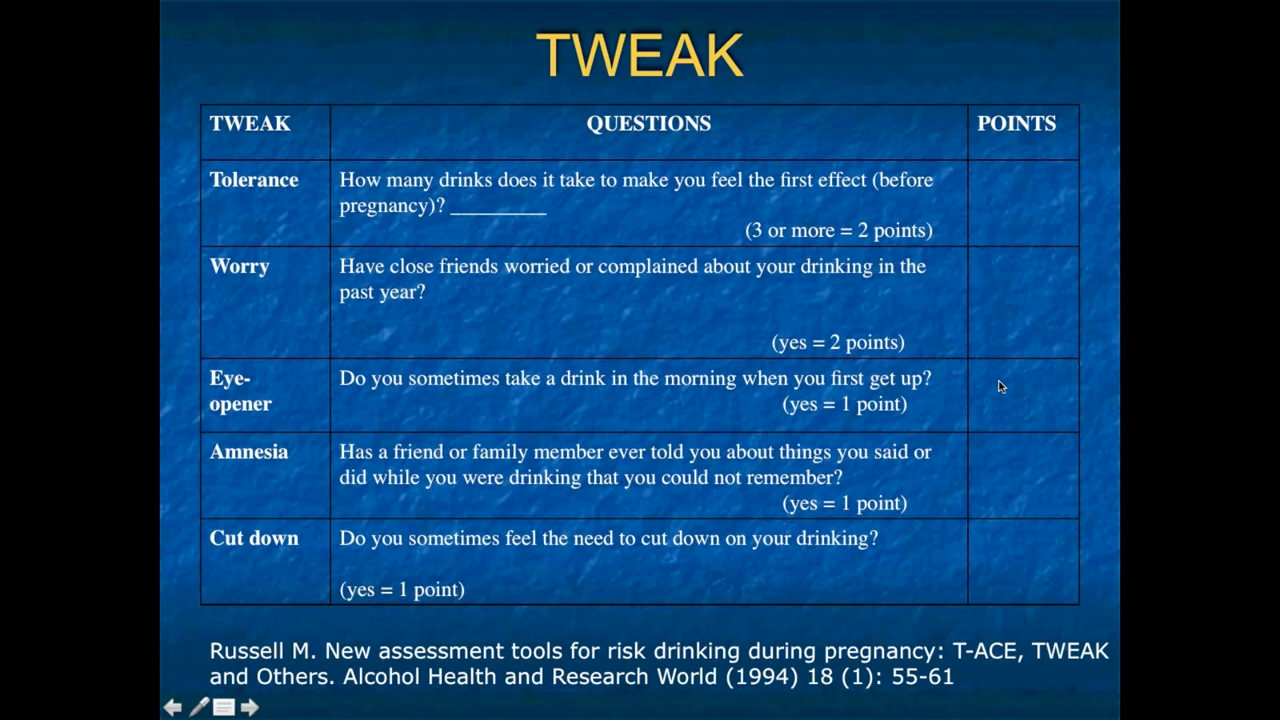 TWEAK
TWEAK QUESTIONS POINTS
Tolerance How many drinks does it take to make you feel the first effect (before
pregnancy)? _________
(3 or more = 2 points)
Worry Have close friends worried or complained about your drinking in the
past year?
(yes = 2 points)
Eye- Do you sometimes take a drink in the morning when you first get up?
opener (yes = 1 point)
Amnesia Has a friend or family member ever told you about things you said or
did while you were drinking that you could not remember?
(yes = 1 point)
Cut down Do you sometimes feel the need to cut down on your drinking?
(yes = 1 point)
Russell M. New assessment tools for risk drinking during pregnancy: T-ACE, TWEAK
and Others. Alcohol Health and Research World (1994) 18 (1): 55-61